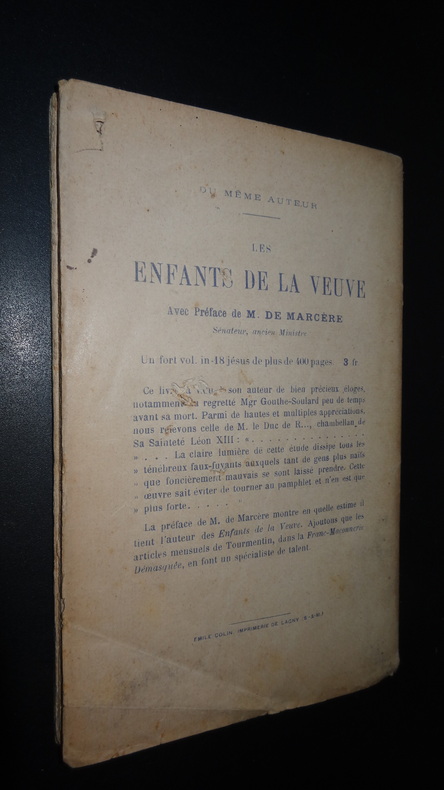 DU MÊME AUTEUR
LES
ENFANTS DE LA VEUVE
Avec Préface de M. DE MARCÈRE
Sénateur, ancien Ministre
Un fort vol. in-18 jésus de plus de 400 pages. 3 fr
Ce livre a son auteur de bien précieux éloges,
notamment du regretté Mgr Gouthe-Soulard peu de temps
avant sa mort. Parmi de hautes et multiples appréciations,
nous relevons celle de M. le Duc de R..., chambellan de
Sa Sainteté Léon XIII : « . . . . . . . . . . . . . . .
» . . . La claire lumière de cette étude dissipe tous les
» ténébreux faux-fuyants auxquels tant de gens plus naïfs
» que foncièrement mauvais se sont laissé prendre. Cette
» œuvre sait éviter de tourner au pamphlet et n'en est que
» plus forte. . . . . . .
La préface de M. de Marcère montre en quelle estime il
tient l'auteur des Enfants de la Veuve. Ajoutons que les
articles mensuels de Tourmentin, dans la Franc-Maçonnerie
Démasquée, en font un spécialiste de talent
ÉMILE COLIN, IMPRIMERIE DE LAGNY (S.-&-M.)